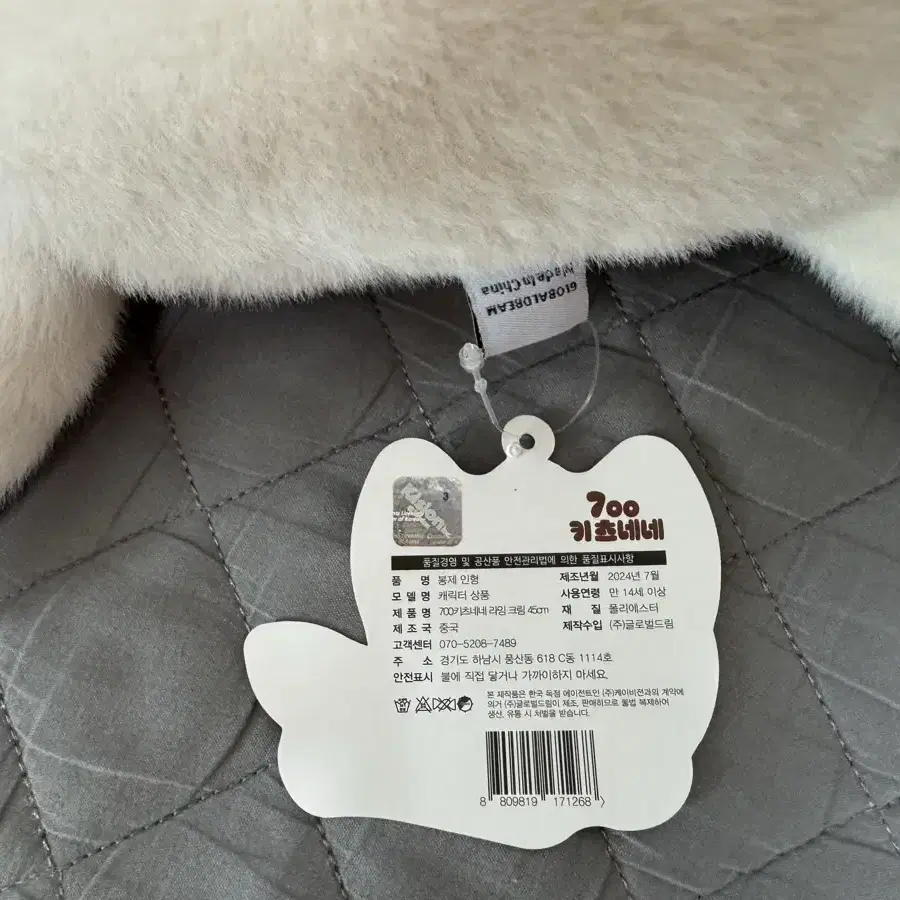 GLOBALDREAM
Made In China
3
700
키츠네네
품질경영 및 공산품 안전관리법에 의한 품질표시사항
품 명 봉제 인형 제조년월 2024년 7월
모 델 명 캐릭터 상품 사용연령 만 14세 이상
제 품 명 700키츠네네 라잉 크림 45cm 재 질 폴리에스터
제 조 국 중국 제작수입 (주)글로벌드림
고객센터 070-5208-7489
주 소 경기도 하남시 풍산동 618 C동 1114호
안전표시 불에 직접 닿거나 가까이하지 마세요.
본 제작품은 한국 독점 에이전트인 (주)케이비젼과의 계약에
의거 (주)글로벌드림이 제조, 판매하므로 불법 복제하여
생산, 유통 시 처벌을 받습니다.
8 809819 171268